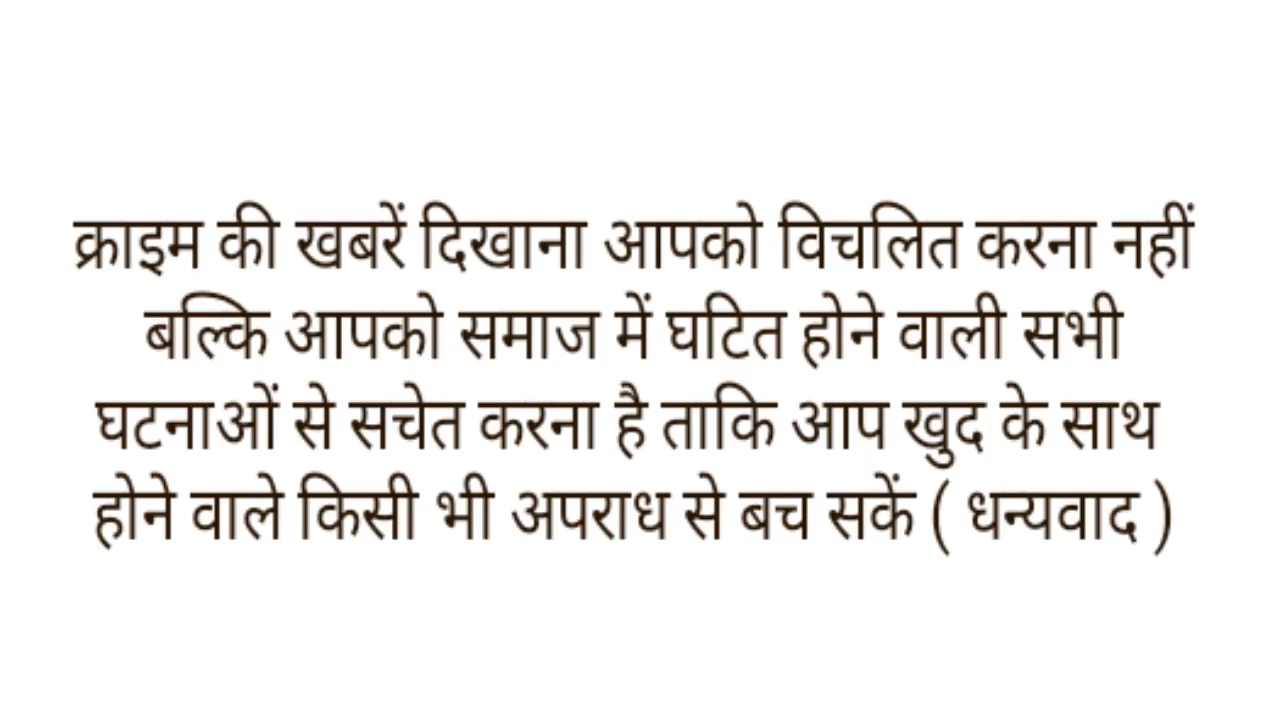 क्राइम की खबरें दिखाना आपको विचलित करना नहीं
बल्कि आपको समाज में घटित होने वाली सभी
घटनाओं से सचेत करना है ताकि आप खुद के साथ
होने वाले किसी भी अपराध से बच सकें ( धन्यवाद )